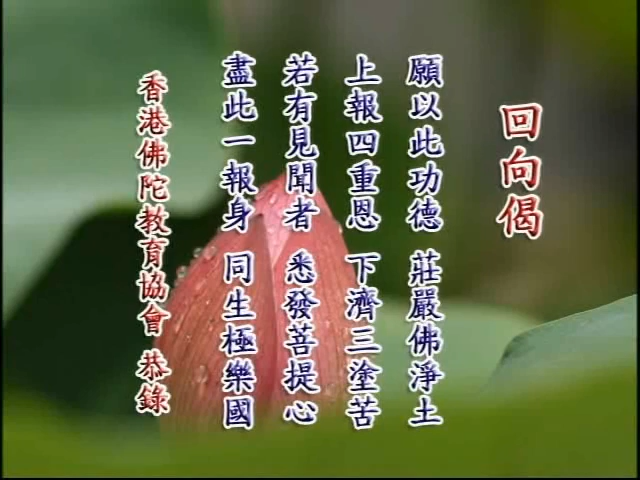 回向偈
願以此功德 莊嚴佛淨土
上報四重恩 下濟三塗苦
若有見聞者 悉發菩提心
盡此一報身 同生極樂國
香港佛陀教育協會 恭錄